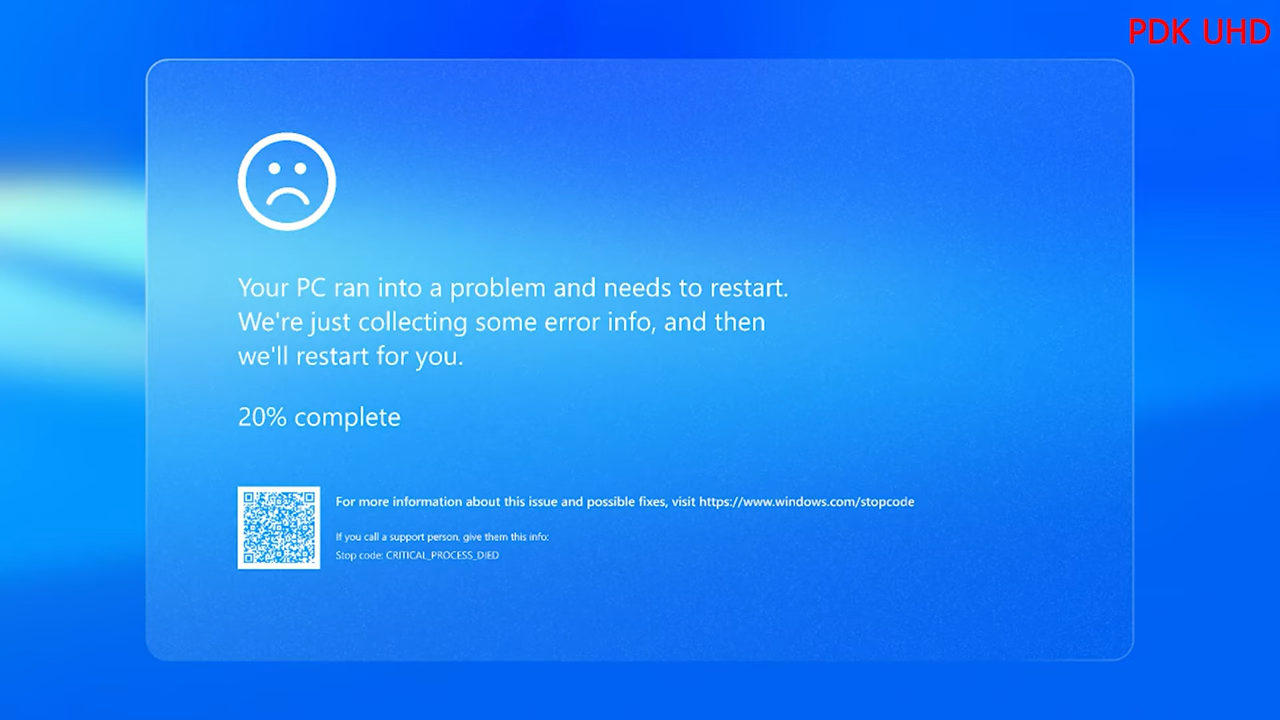 PDK UHD
Your PC ran into a problem and needs to restart.
We're just collecting some error info, and then
we'll restart for you.
20% complete
For more information about this issue and possible fixes, visit https://www.windows.com/stopcode
If you call a support person, give them this info:
Stop code: CRITICAL_PROCESS_DIED